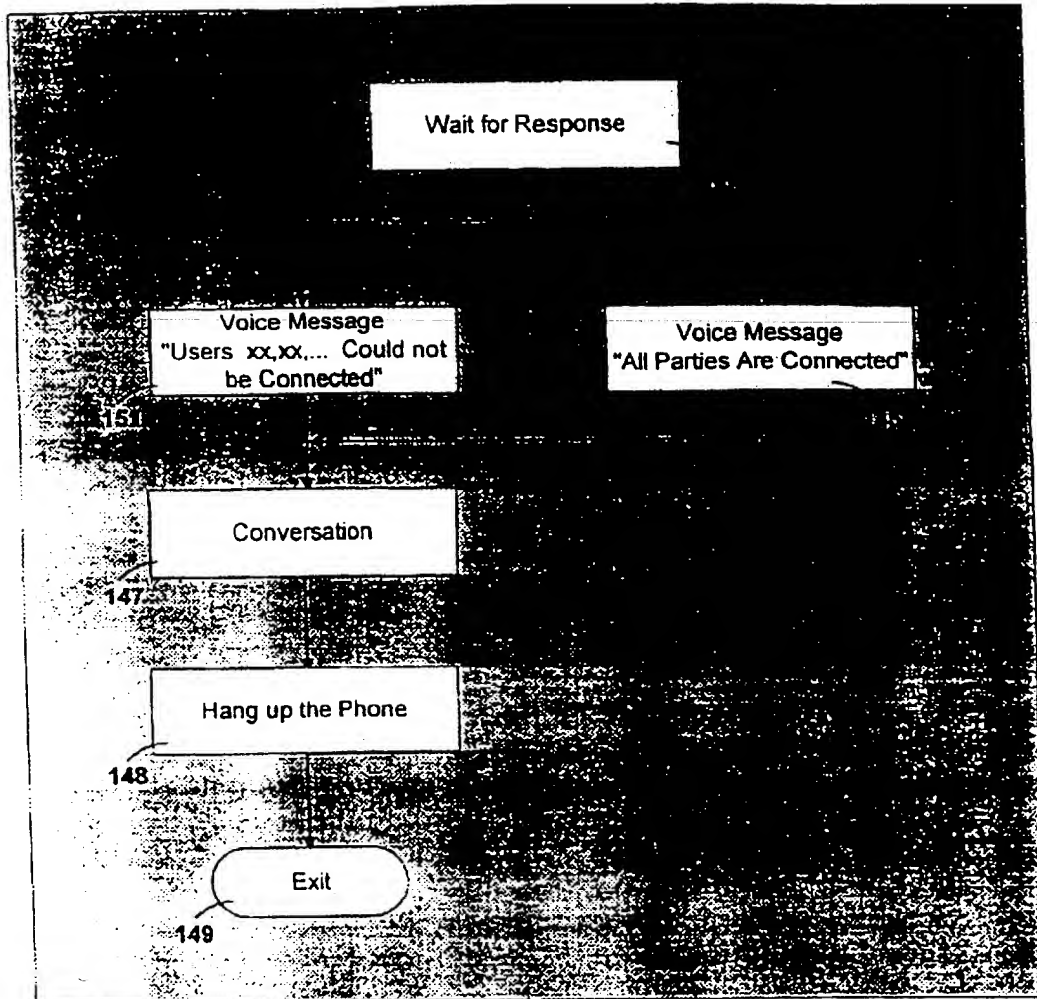 Wait for Response
Voice Message
"Users xx,xx,... Could not
be Connected"
151
Voice Message
"All Parties Are Connected"
Conversation
147
Hang up the Phone
148
Exit
149